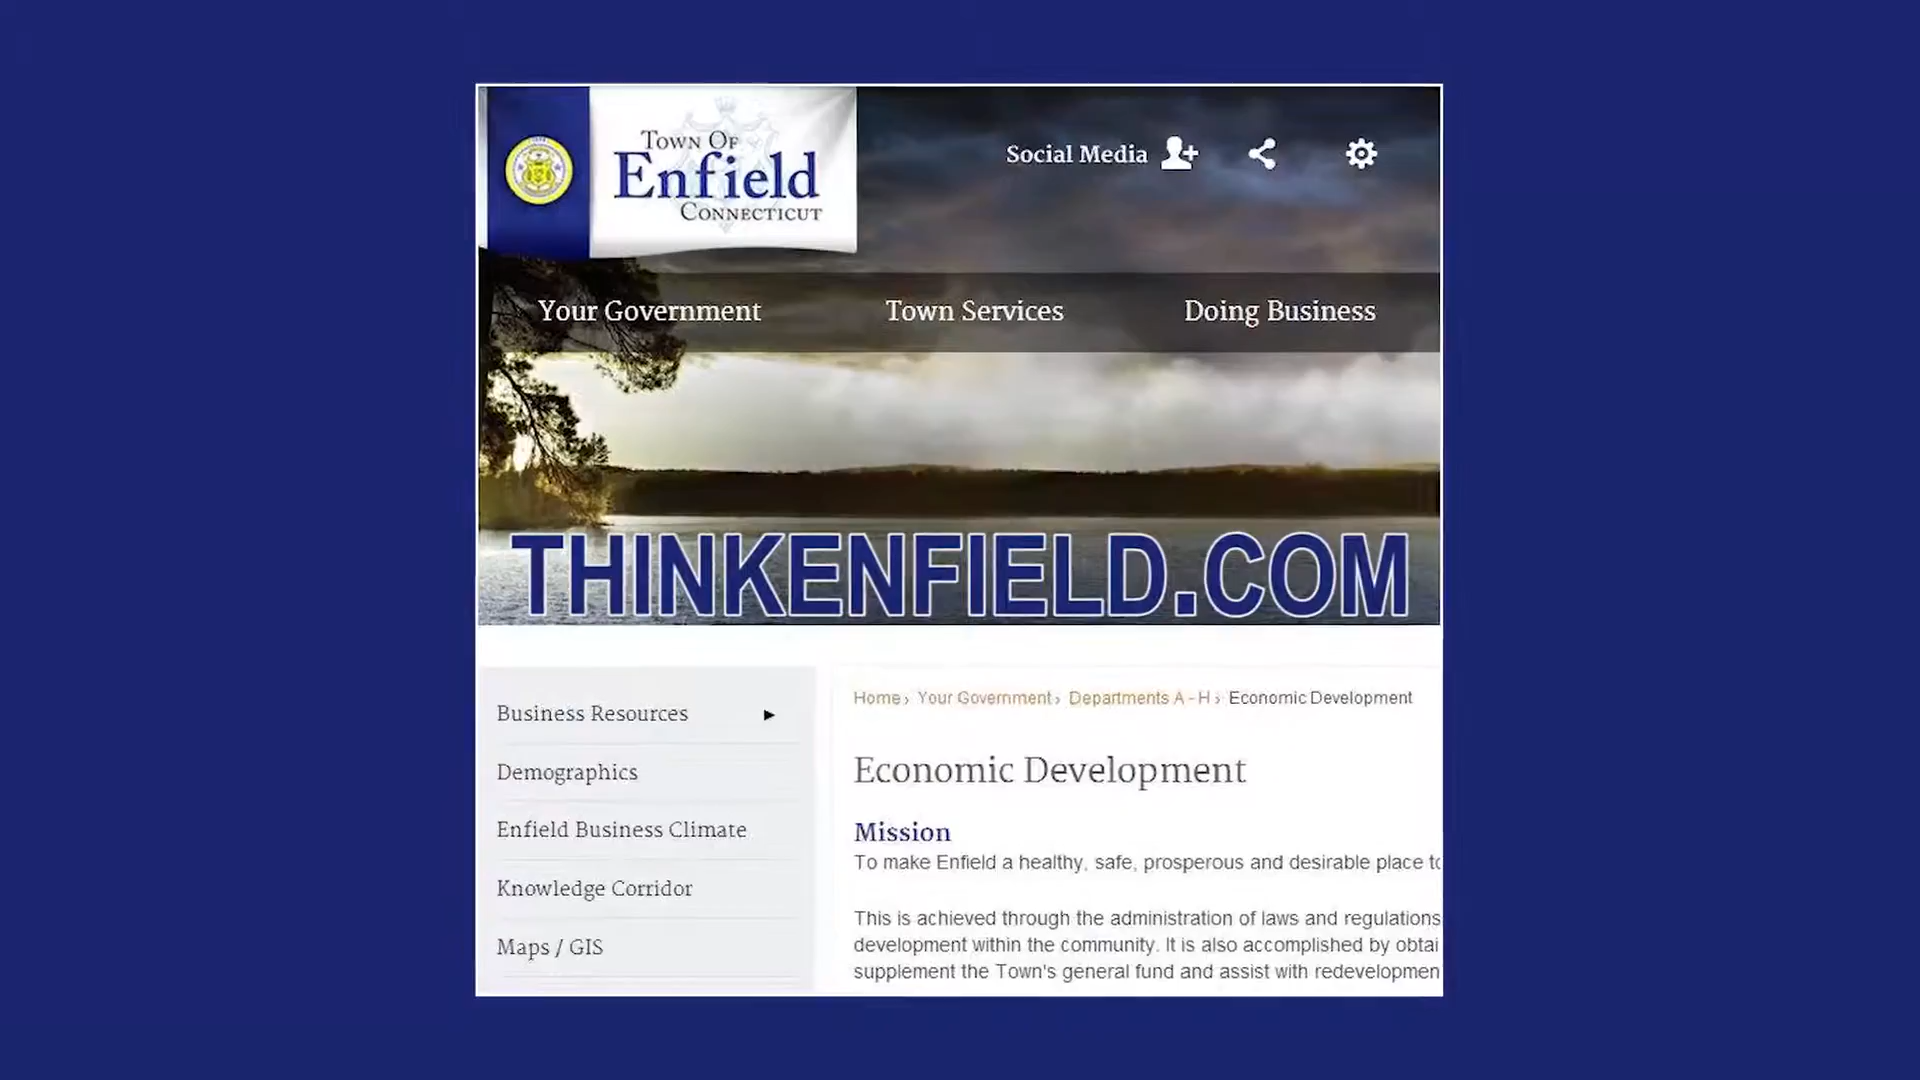 Town Of
Enfield
Connecticut
Social Media
Your Government
Town Services
Doing Business
THINKENFIELD.COM
Business Resources
Demographics
Enfield Business Climate
Knowledge Corridor
Maps / GIS
Home › Your Government › Departments A - H › Economic Development
Economic Development
Mission
To make Enfield a healthy, safe, prosperous and desirable place to
This is achieved through the administration of laws and regulations
development within the community. It is also accomplished by obtai
supplement the Town's general fund and assist with redevelopmen